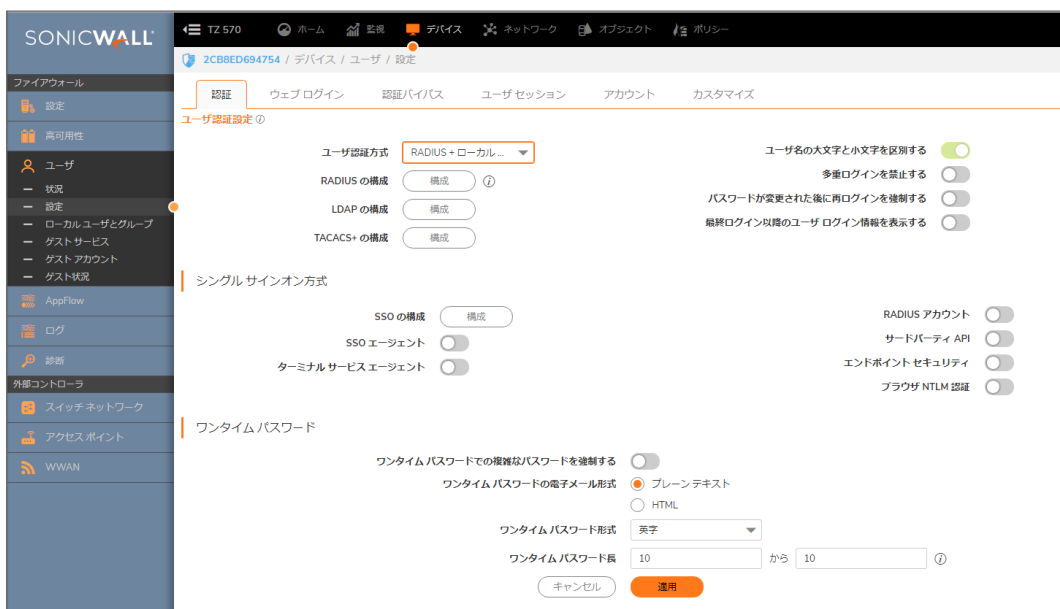 SONICWALL
TZ 570 ホーム 監視 デバイス ネットワーク オブジェクト ポリシー
2CB8ED694754 / デバイス / ユーザ / 設定
ファイアウォール
設定
高可用性
ユーザ
状況
設定
ローカル ユーザとグループ
ゲスト サービス
ゲスト アカウント
ゲスト状況
AppFlow
ログ
診断
外部コントローラ
スイッチ ネットワーク
アクセス ポイント
WWAN
認証 ウェブ ログイン 認証バイパス ユーザ セッション アカウント カスタマイズ
ユーザ認証設定
ユーザ認証方式 RADIUS + ローカル ...
RADIUS の構成 構成
LDAP の構成 構成
TACACS+ の構成 構成
ユーザ名の大文字と小文字を区別する
多重ログインを禁止する
パスワードが変更された後に再ログインを強制する
最終ログイン以降のユーザ ログイン情報を表示する
シングル サインオン方式
SSO の構成 構成
SSO エージェント
ターミナル サービス エージェント
RADIUS アカウント
サードパーティ API
エンドポイント セキュリティ
ブラウザ NTLM 認証
ワンタイム パスワード
ワンタイム パスワードでの複雑なパスワードを強制する
ワンタイム パスワードの電子メール形式 プレーン テキスト
HTML
ワンタイム パスワード形式 英字
ワンタイム パスワード長 10 から 10
キャンセル 適用